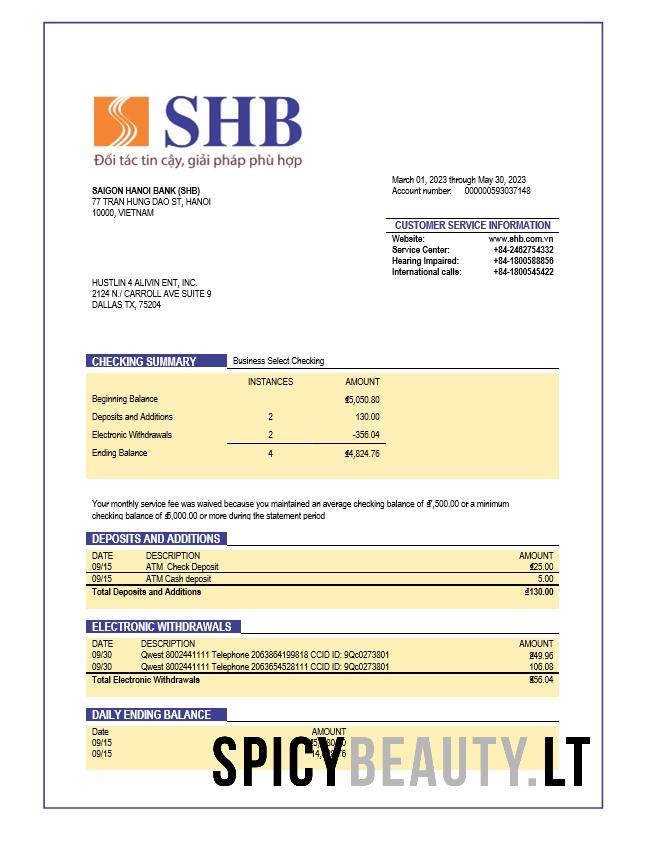 SHB
Đối tác tin cậy, giải pháp phù hợp
March 01, 2023 through May 30, 2023
Account number: 000000593037148
SAIGON HANOI BANK (SHB)
77 TRAN HUNG DAO ST, HANOI
10000, VIETNAM
CUSTOMER SERVICE INFORMATION
Website: www.shb.com.vn
Service Center: +84-2462754332
Hearing Impaired: +84-1800588856
International calls: +84-1800545422
HUSTLIN 4 ALIVIN ENT, INC.
2124 N./ CARROLL AVE SUITE 9
DALLAS TX, 75204
CHECKING SUMMARY Business Select Checking
INSTANCES AMOUNT
Beginning Balance ₫5,050.80
Deposits and Additions 2 130.00
Electronic Withdrawals 2 -356.04
Ending Balance 4 ₫4,824.76
Your monthly service fee was waived because you maintained an average checking balance of ₫7,500.00 or a minimum
checking balance of ₫5,000.00 or more during the statement period
DEPOSITS AND ADDITIONS
DATE DESCRIPTION AMOUNT
09/15 ATM Check Deposit ₫25.00
09/15 ATM Cash deposit 5.00
Total Deposits and Additions ₫130.00
ELECTRONIC WITHDRAWALS
DATE DESCRIPTION AMOUNT
09/30 Qwest 8002441111 Telephone 2063864199818 CCID ID: 9Qc0273801 ₫249.96
09/30 Qwest 8002441111 Telephone 2063654528111 CCID ID: 9Qc0273801 106.08
Total Electronic Withdrawals ₫356.04
DAILY ENDING BALANCE
Date AMOUNT
09/15
09/15
SPICYBEAUTY.LT